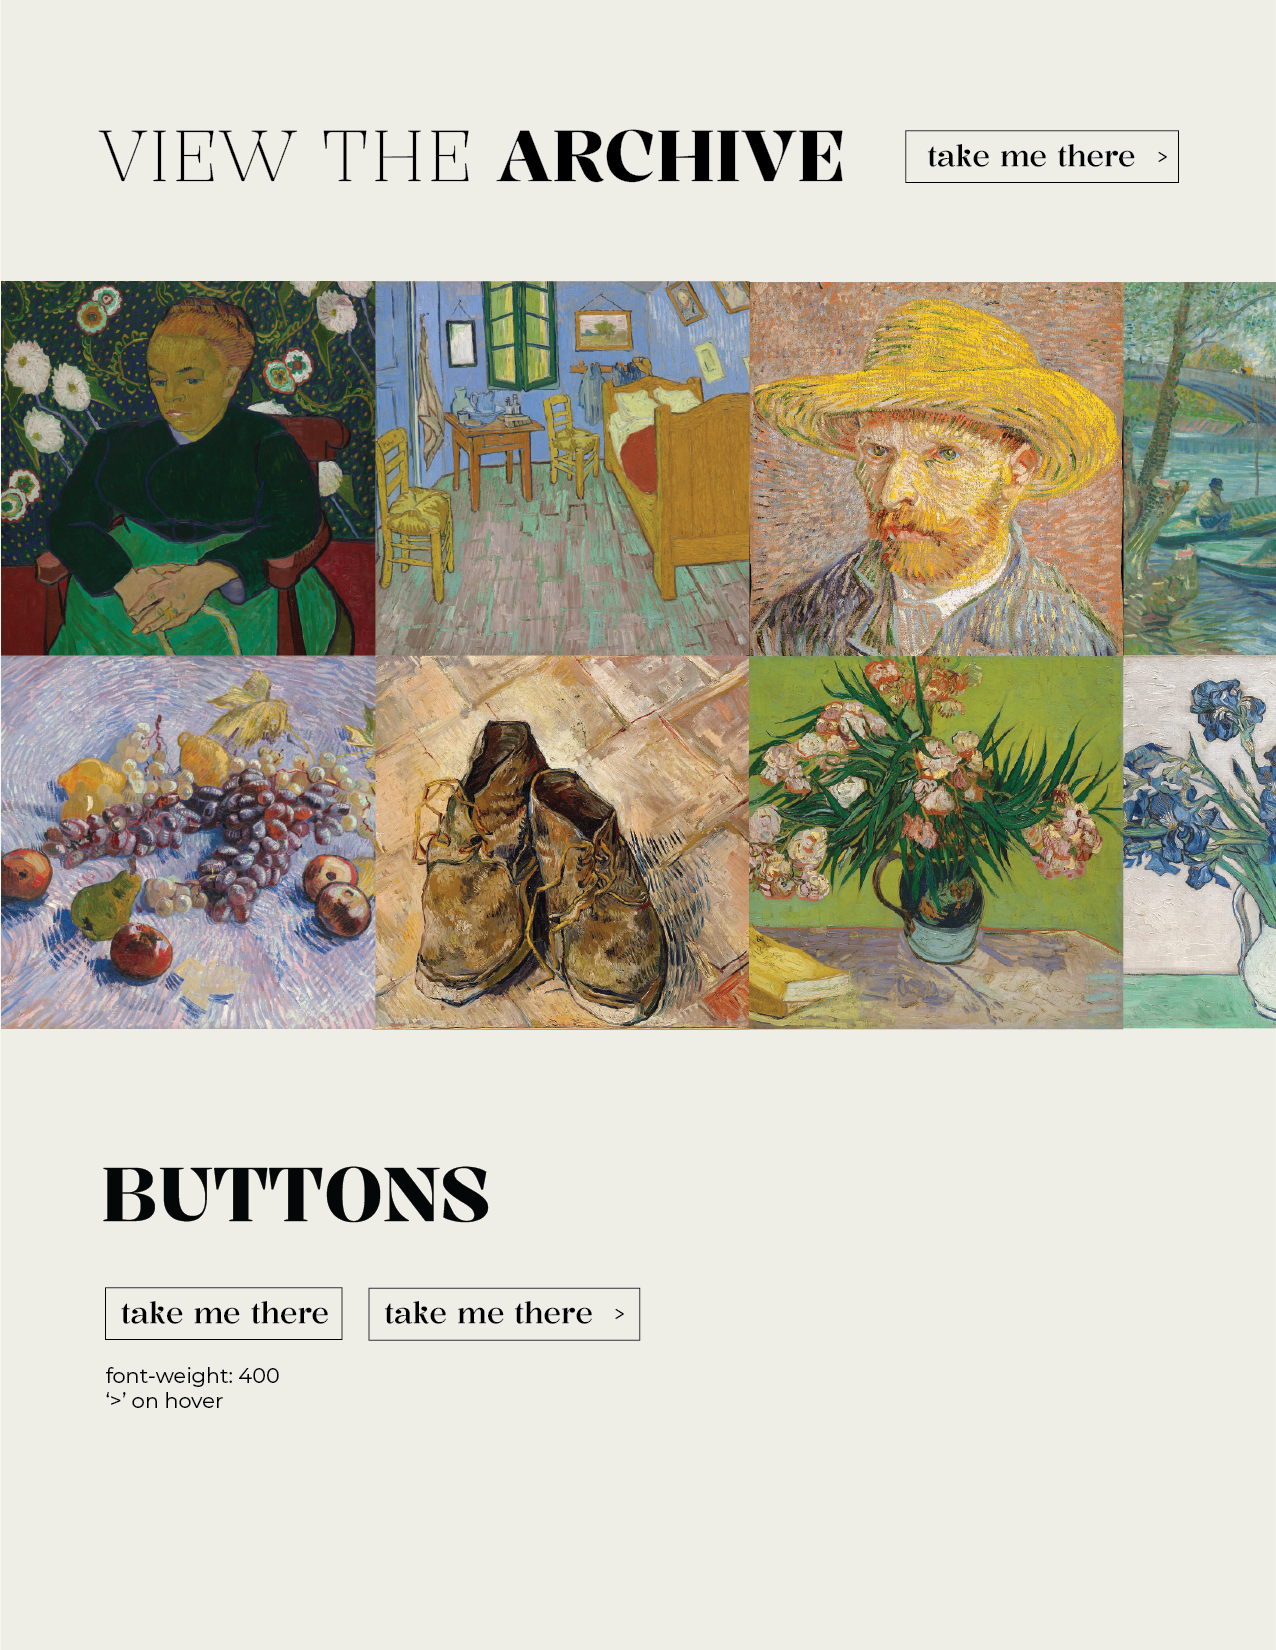 VIEW THE ARCHIVE
take me there >
BUTTONS
take me there
take me there >
font-weight: 400
‘>’ on hover